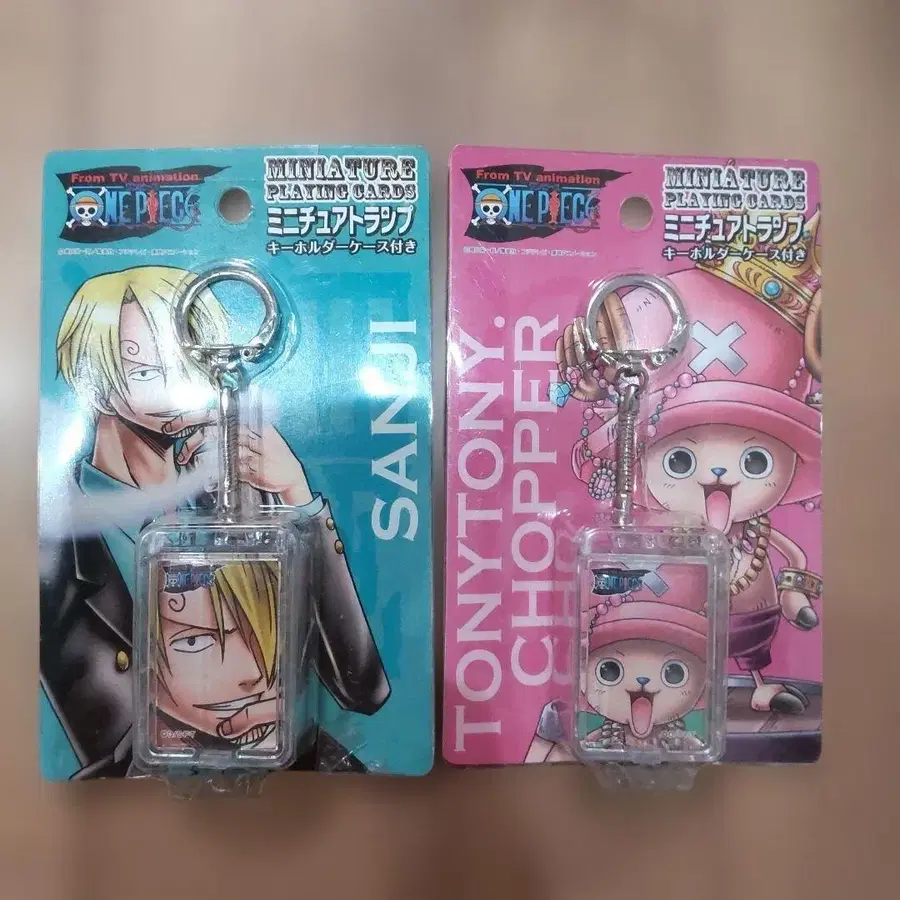 From TV animation
ONE PIECE
MINIATURE
PLAYING CARDS
ミニチュアトランプ
キーホルダーケース付き
SANJI
ONE PIECE
From TV animation
ONE PIECE
MINIATURE
PLAYING CARDS
ミニチュアトランプ
キーホルダーケース付き
TONYTONY.
CHOPPER
ONE PIECE